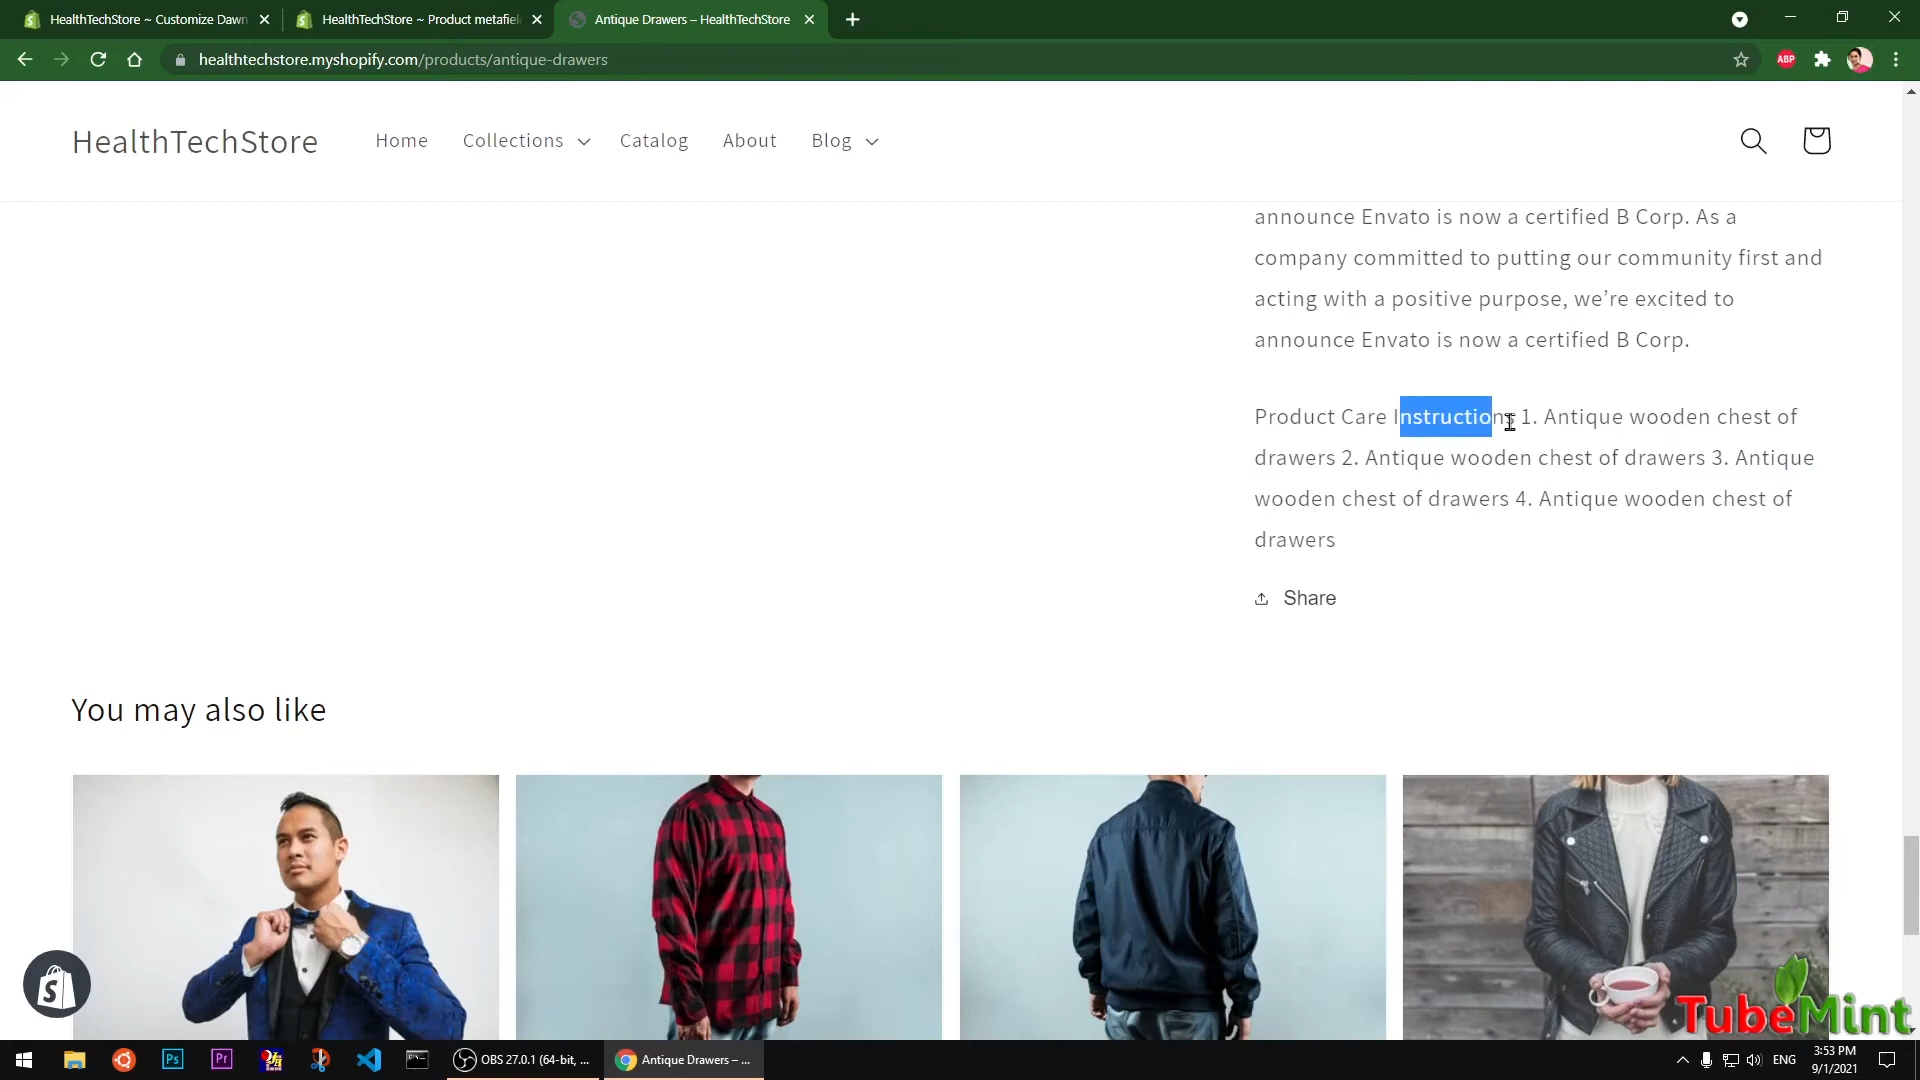 HealthTechStore ~ Customize Dawn
HealthTechStore ~ Product metafiel
Antique Drawers – HealthTechStore
healthtechstore.myshopify.com/products/antique-drawers
ABP
HealthTechStore
Home
Collections
Catalog
About
Blog
announce Envato is now a certified B Corp. As a
company committed to putting our community first and
acting with a positive purpose, we’re excited to
announce Envato is now a certified B Corp.
Product Care Instructions 1. Antique wooden chest of
drawers 2. Antique wooden chest of drawers 3. Antique
wooden chest of drawers 4. Antique wooden chest of
drawers
Share
You may also like
TubeMint
Ps
Pr
OBS 27.0.1 (64-bit, ...
Antique Drawers – ...
ENG
3:53 PM
9/1/2021